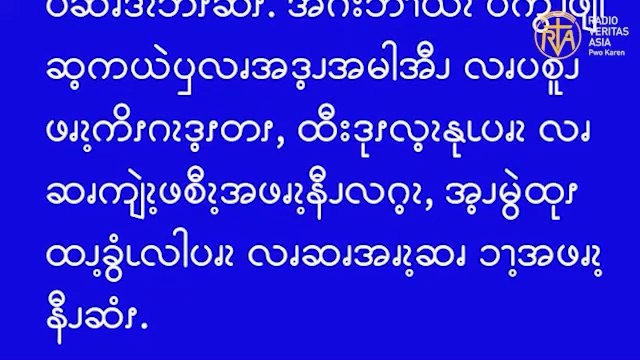 ဆ့ကယဲပှလၧအဒ့ၪအမါအီၪ လၧပစူၪ
ဖၧၩ့ကိၭဂၩဒ့ၭတၭ, ထီးဒုၭလ့ၩနုၬပၧၩ လၧ
ဆၧကျဲၩ့ဖစီၩ့အဖၧၩ့နီၪလဂ့ၩ, အ့ၪမွဲထုၭ
ထၪ့ခွံၬလါပၧၩ လၧဆၧအၧၩ့ဆၧ ၥၫ့အဖၧၩ့
နီၪဆံၭ.
RADIO
VERITAS
ASIA
Pwo Karen